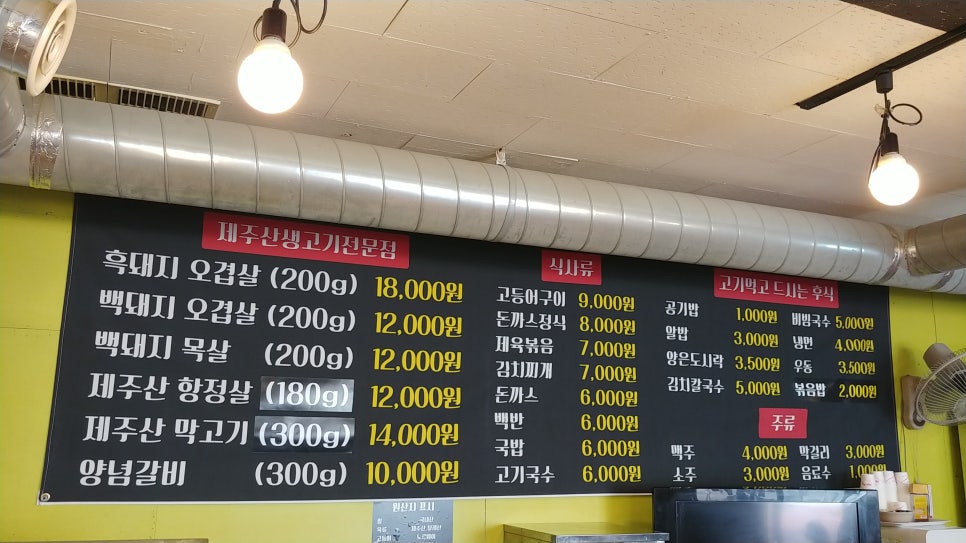 제주산생고기전문점
흑돼지 오겹살 (200g) 18,000원
백돼지 오겹살 (200g) 12,000원
백돼지 목살 (200g) 12,000원
제주산 항정살 (180g) 12,000원
제주산 막고기 (300g) 14,000원
양념갈비 (300g) 10,000원
식사류
고등어구이 9,000원
돈까스정식 8,000원
제육볶음 7,000원
김치찌개 7,000원
돈까스 6,000원
백반 6,000원
국밥 6,000원
고기국수 6,000원
고기먹고 드시는 후식
공기밥 1,000원 비빔국수 5,000원
알밥 3,000원 냉면 4,000원
양은도시락 3,500원 우동 3,500원
김치칼국수 5,000원 볶음밥 2,000원
주류
맥주 4,000원 막걸리 3,000원
소주 3,000원 음료수 1,000원
원산지 표시
쌀 국내산
고등어 노르웨이